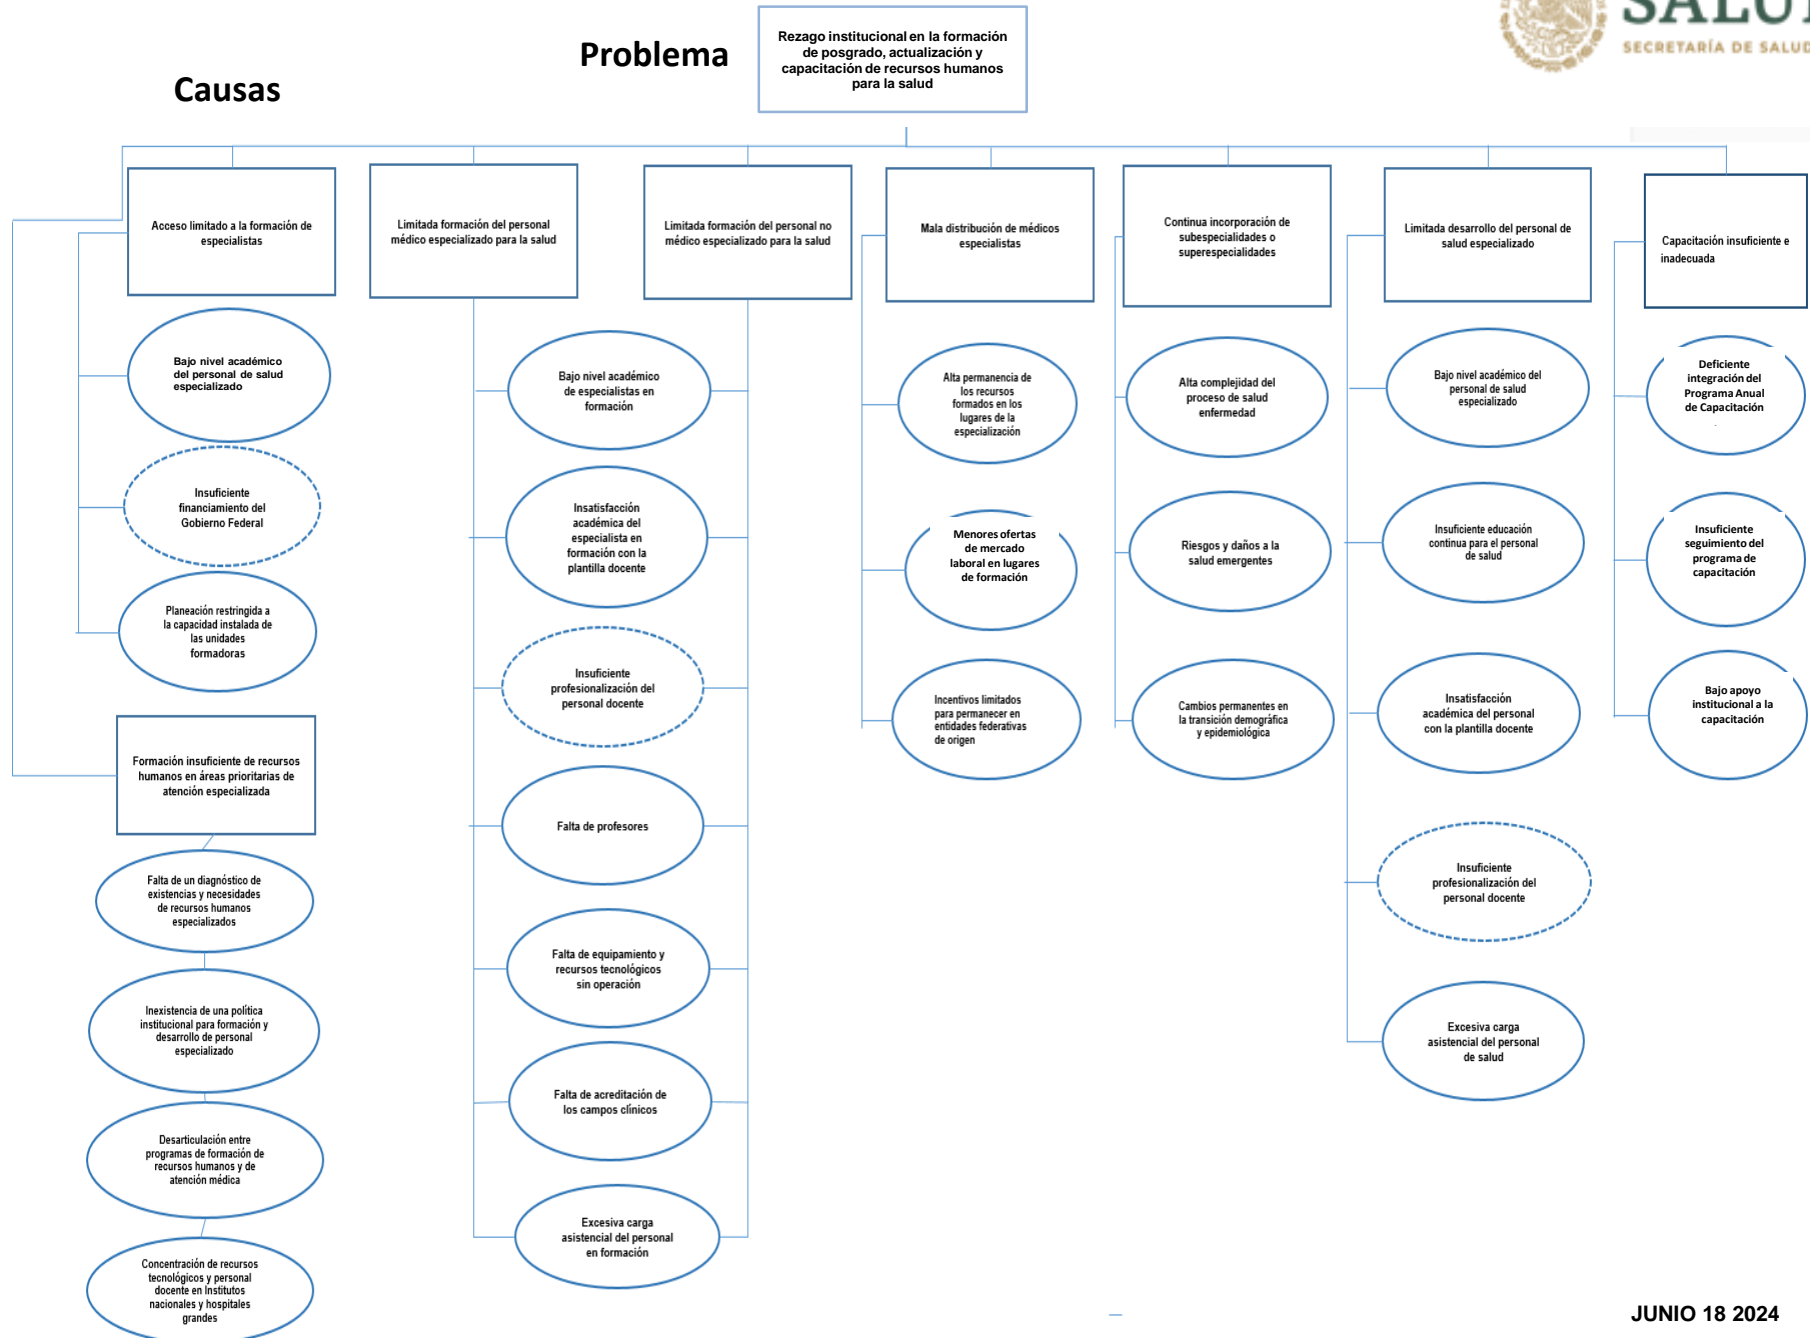 SALUD
SECRETARÍA DE SALUD
Problema
Causas
Rezago institucional en la formación
de posgrado, actualización y
capacitación de recursos humanos
para la salud
Acceso limitado a la formación de
especialistas
Limitada formación del personal
médico especializado para la salud
Limitada formación del personal no
médico especializado para la salud
Mala distribución de médicos
especialistas
Continua incorporación de
subespecialidades o
superespecialidades
Limitada desarrollo del personal de
salud especializado
Capacitación insuficiente e
inadecuada
Bajo nivel académico
del personal de salud
especializado
Insuficiente
financiamiento del
Gobierno Federal
Planeación restringida a
la capacidad instalada de
las unidades
formadoras
Formación insuficiente de recursos
humanos en áreas prioritarias de
atención especializada
Falta de un diagnóstico de
existencias y necesidades
de recursos humanos
especializados
Inexistencia de una política
institucional para formación y
desarrollo de personal
especializado
Desarticulación entre
programas de formación de
recursos humanos y de
atención médica
Concentración de recursos
tecnológicos y personal
docente en Institutos
nacionales y hospitales
grandes
Bajo nivel académico
de especialistas en
formación
Insatisfacción
académica del
especialista en
formación con la
plantilla docente
Insuficiente
profesionalización del
personal docente
Falta de profesores
Falta de equipamiento y
recursos tecnológicos
sin operación
Falta de acreditación de
los campos clínicos
Excesiva carga
asistencial del personal
en formación
Alta permanencia de
los recursos
formados en los
lugares de la
especialización
Menores ofertas
de mercado
laboral en lugares
de formación
Incentivos limitados
para permanecer en
entidades federativas
de origen
Alta complejidad del
proceso de salud
enfermedad
Riesgos y daños a la
salud emergentes
Cambios permanentes en
la transición demográfica
y epidemiológica
Bajo nivel académico del
personal de salud
especializado
Insuficiente educación
continua para el personal
de salud
Insatisfacción
académica del personal
con la plantilla docente
Insuficiente
profesionalización del
personal docente
Excesiva carga
asistencial del personal
de salud
Deficiente
integración del
Programa Anual
de Capacitación
Insuficiente
seguimiento del
programa de
capacitación
Bajo apoyo
institucional a la
capacitación
JUNIO 18 2024